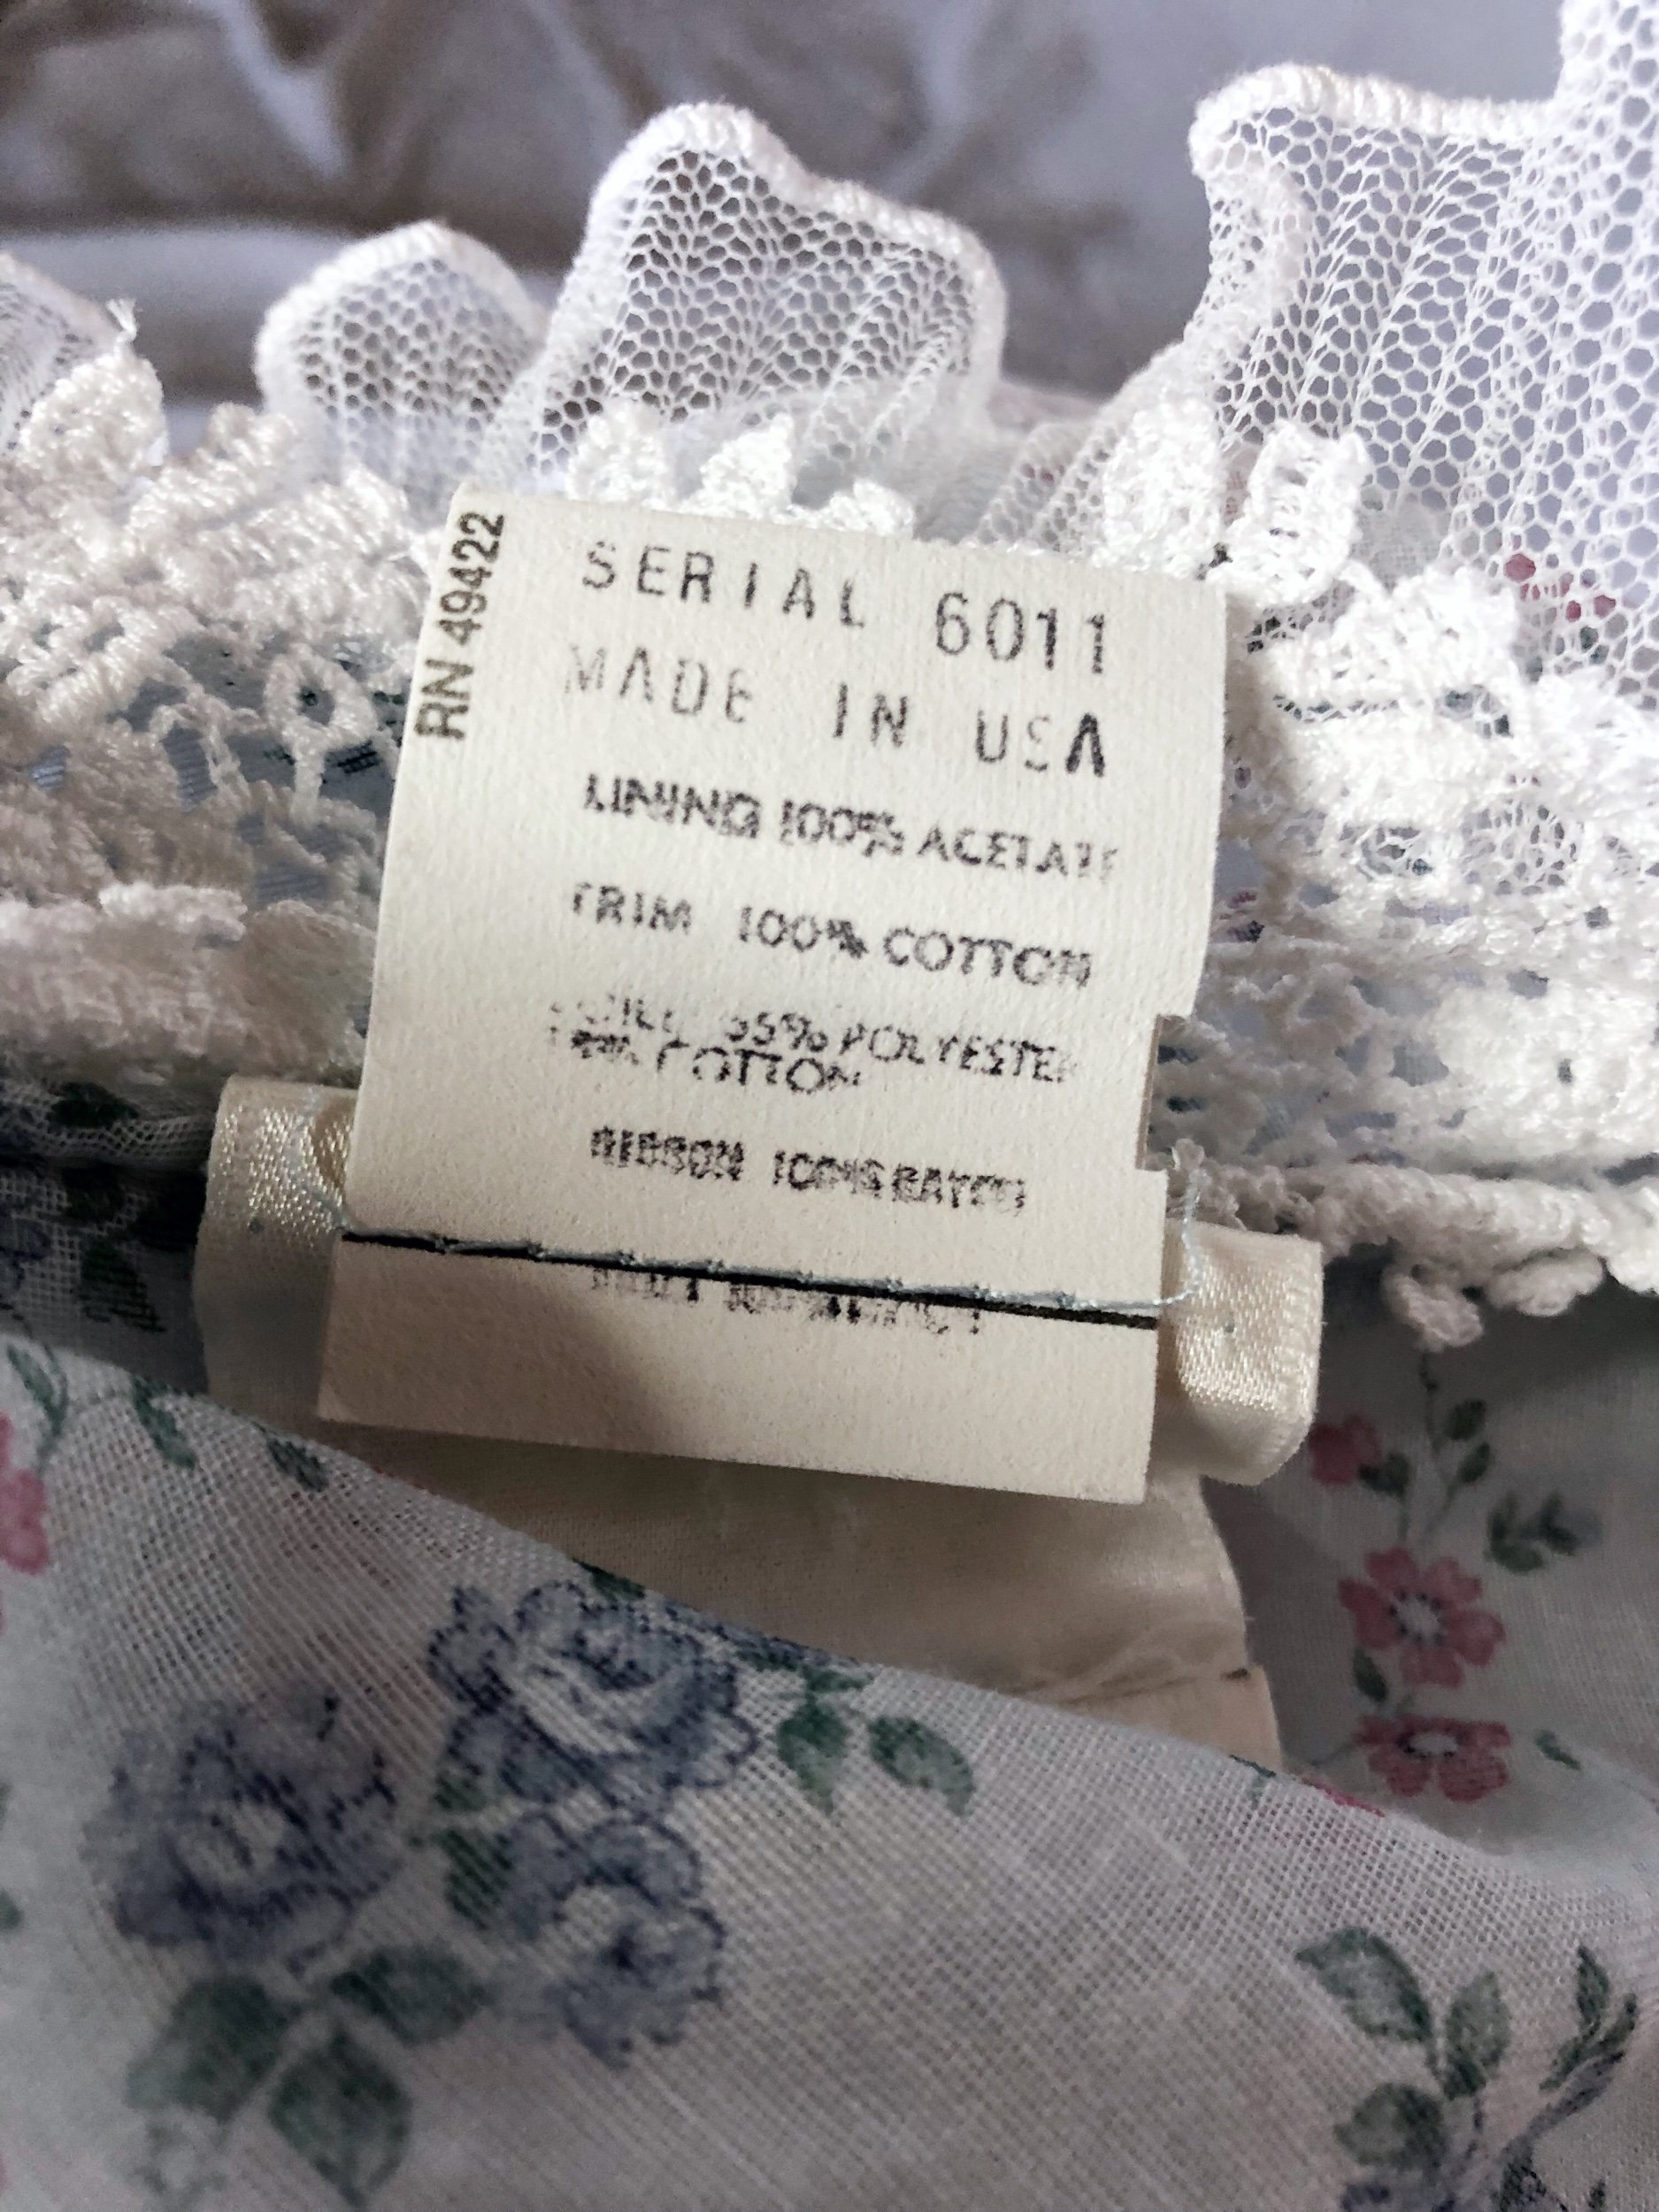 RN 49422
SERIAL 6011
MADE IN USA
LINING 100% ACETATE
TRIM 100% COTTON
POLYESTER
COTTON
RIBBON